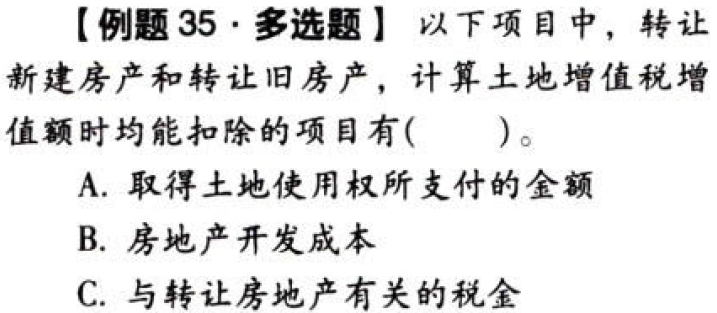 【例题 35 · 多选题】 以下项目中，转让
新建房产和转让旧房产，计算土地增值税增
值额时均能扣除的项目有(　　)。
A. 取得土地使用权所支付的金额
B. 房地产开发成本
C. 与转让房地产有关的税金